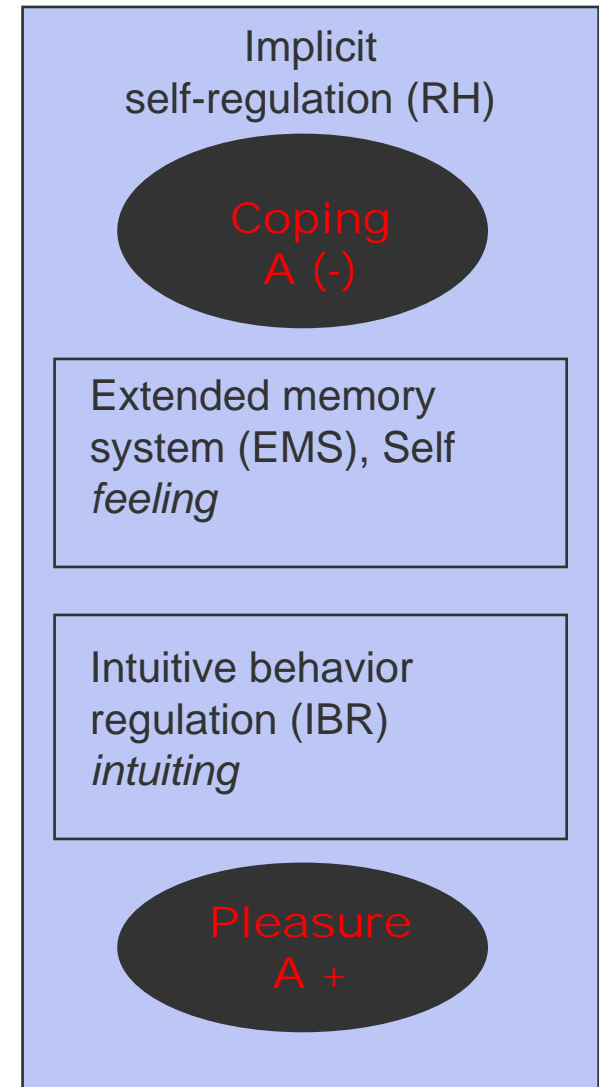 Implicit
self-regulation (RH)
Coping
A (-)
Extended memory
system (EMS), Self
feeling
Intuitive behavior
regulation (IBR)
intuiting
Pleasure
A +